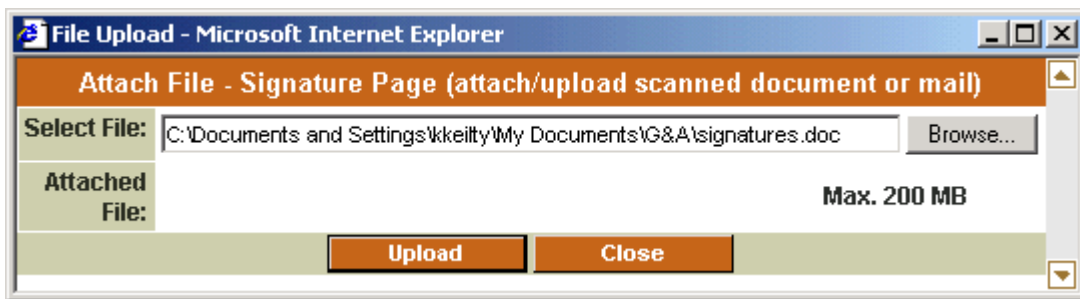 File Upload - Microsoft Internet Explorer
Attach File - Signature Page (attach/upload scanned document or mail)
Select File: C:\Documents and Settings\kkeilty\My Documents\G&A\signatures.doc Browse...
Attached
File:
Max. 200 MB
Upload Close